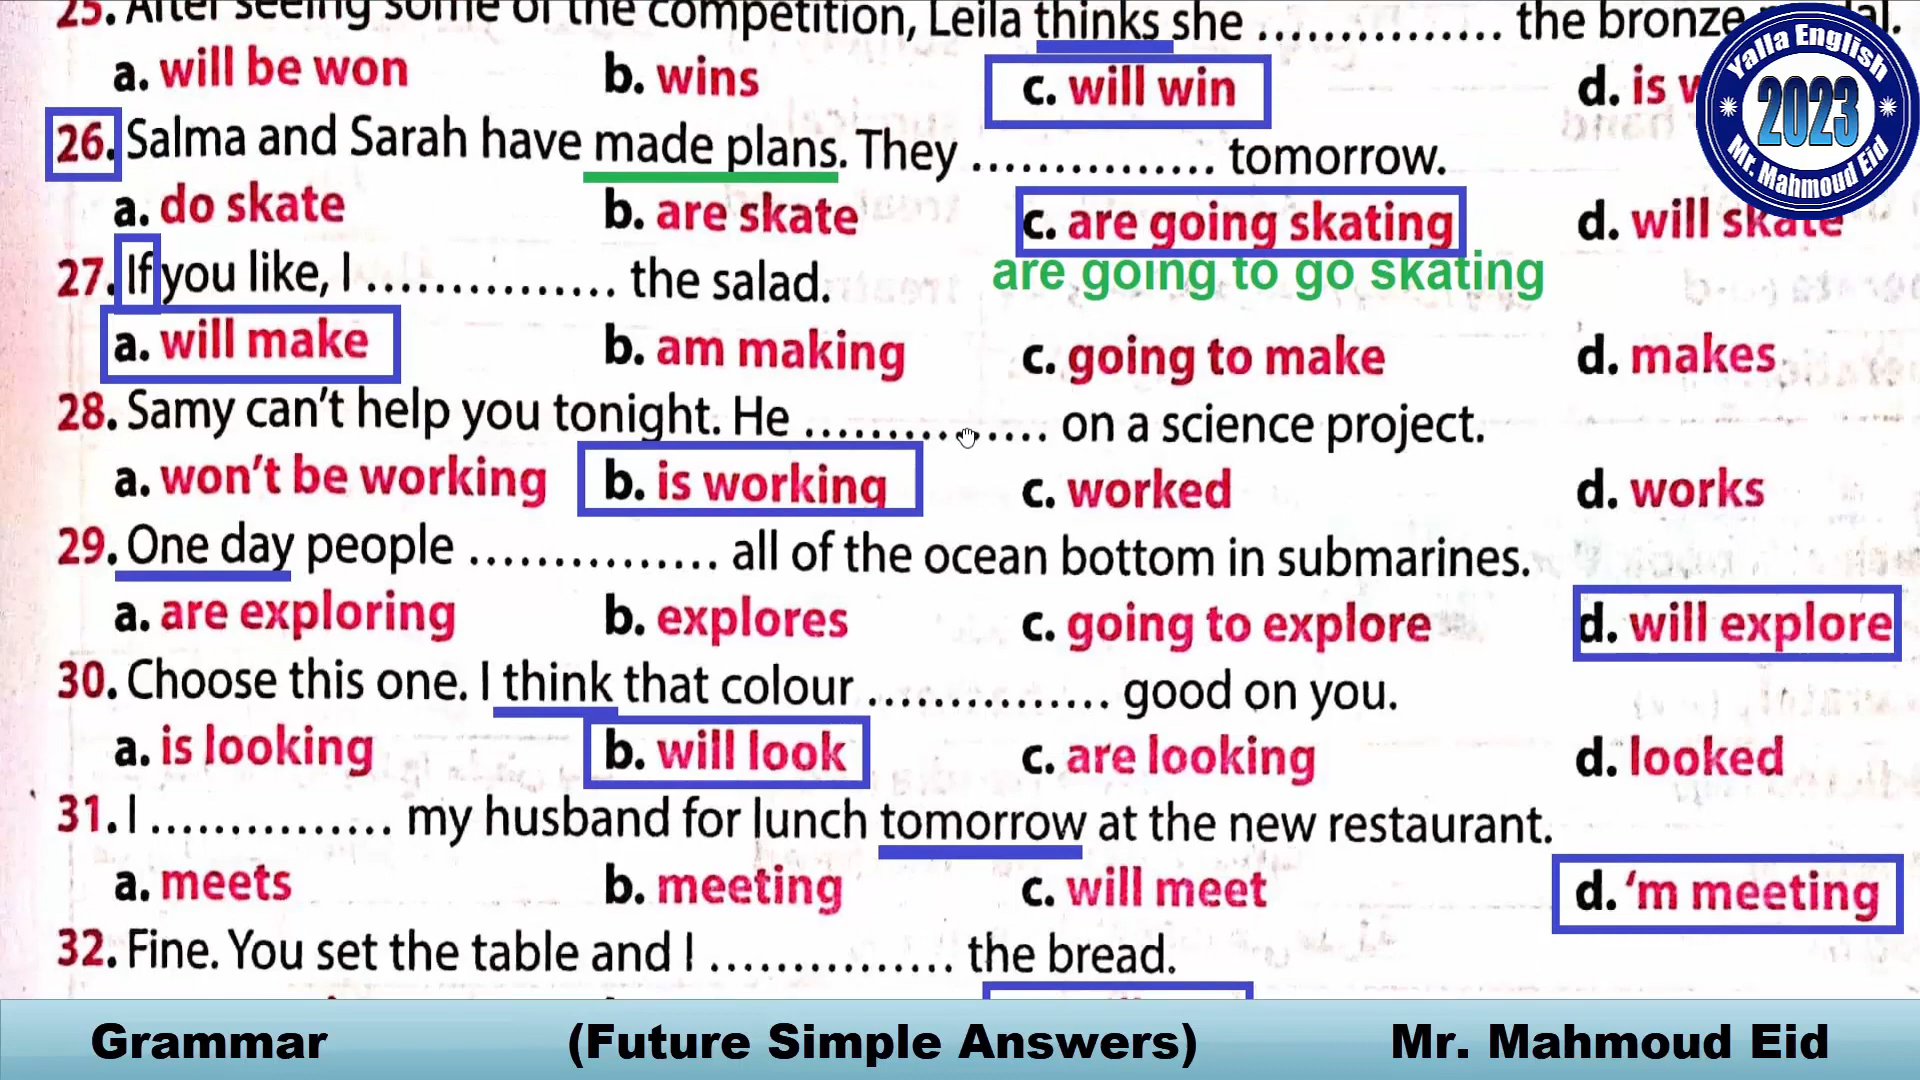 25. After seeing some of the competition, Leila thinks she ............... the bronze
a. will be won b. wins c. will win d. is
26. Salma and Sarah have made plans. They ............... tomorrow.
a. do skate b. are skate c. are going skating d. will skate
are going to go skating
27. If you like, I ............... the salad.
a. will make b. am making c. going to make d. makes
28. Samy can't help you tonight. He ............... on a science project.
a. won't be working b. is working c. worked d. works
29. One day people ............... all of the ocean bottom in submarines.
a. are exploring b. explores c. going to explore d. will explore
30. Choose this one. I think that colour ............... good on you.
a. is looking b. will look c. are looking d. looked
31. I ............... my husband for lunch tomorrow at the new restaurant.
a. meets b. meeting c. will meet d. 'm meeting
32. Fine. You set the table and I ............... the bread.
Yalla English
2023
Mr. Mahmoud Eid
Grammar (Future Simple Answers) Mr. Mahmoud Eid